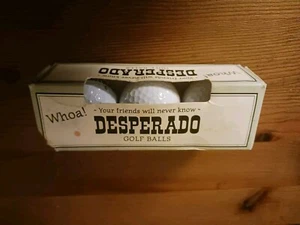 DESPERADO
Whoa!
- Your friends will never know -
DESPERADO
GOLF BALLS